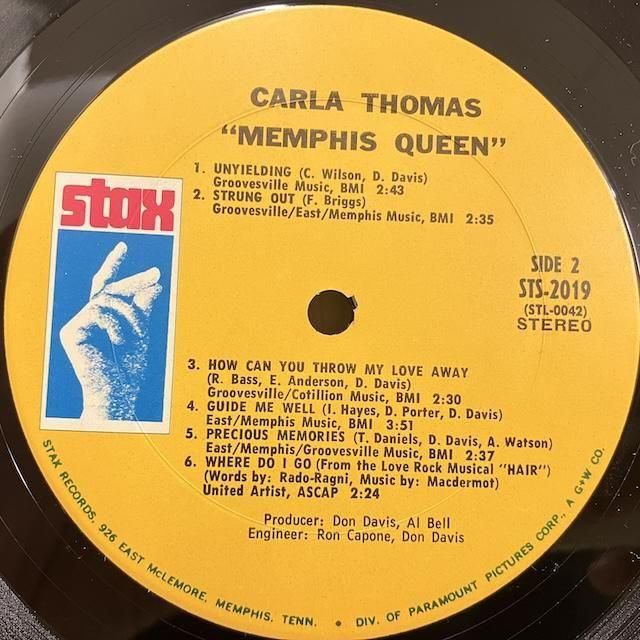 CARLA THOMAS
"MEMPHIS QUEEN"
1. UNYIELDING (C. Wilson, D. Davis)
Groovesville Music, BMI 2:43
2. STRUNG OUT (F. Briggs)
Groovesville/East/Memphis Music, BMI 2:35
stax
SIDE 2
STS-2019
(STL-0042)
STEREO
3. HOW CAN YOU THROW MY LOVE AWAY
(R. Bass, E. Anderson, D. Davis)
Groovesville/Cotillion Music, BMI 2:30
4. GUIDE ME WELL (I. Hayes, D. Porter, D. Davis)
East/Memphis Music, BMI 3:51
5. PRECIOUS MEMORIES (T. Daniels, D. Davis, A. Watson)
East/Memphis/Groovesville Music, BMI 2:37
6. WHERE DO I GO (From the Love Rock Musical "HAIR")
(Words by: Rado-Ragni, Music by: Macdermot)
United Artist, ASCAP 2:24
Producer: Don Davis, Al Bell
Engineer: Ron Capone, Don Davis
STAX RECORDS, 926 EAST McLEMORE, MEMPHIS, TENN. • DIV. OF PARAMOUNT PICTURES CORP., A G+W CO.